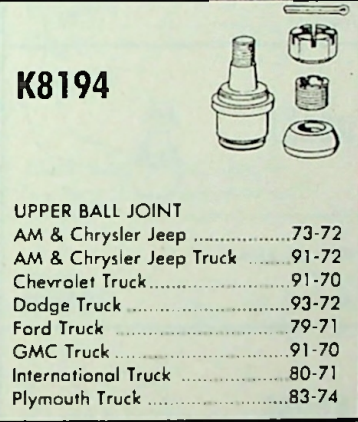 K8194
UPPER BALL JOINT
AM & Chrysler Jeep ................. 73-72
AM & Chrysler Jeep Truck ....... 91-72
Chevrolet Truck........................ 91-70
Dodge Truck ............................ 93-72
Ford Truck ............................... 79-71
GMC Truck .............................. 91-70
International Truck .................. 80-71
Plymouth Truck ....................... 83-74